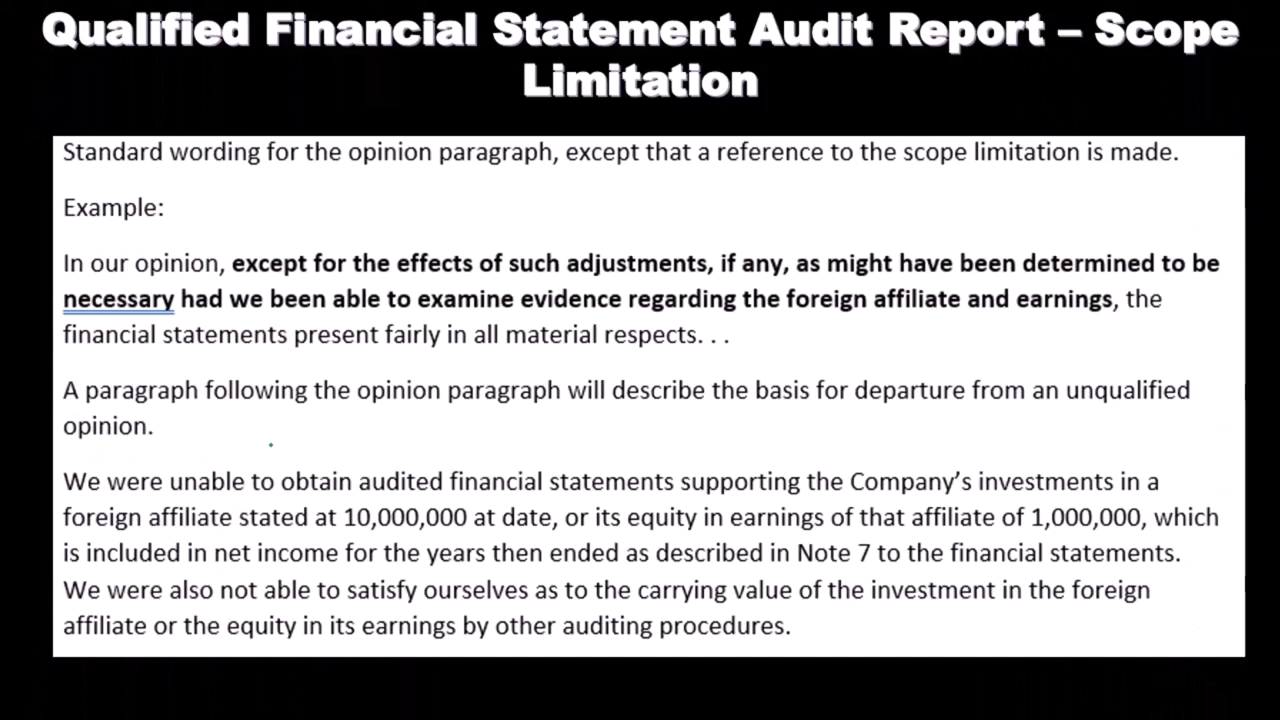 Qualified Financial Statement Audit Report – Scope
Limitation
Standard wording for the opinion paragraph, except that a reference to the scope limitation is made.
Example:
In our opinion, except for the effects of such adjustments, if any, as might have been determined to be
necessary had we been able to examine evidence regarding the foreign affiliate and earnings, the
financial statements present fairly in all material respects. . .
A paragraph following the opinion paragraph will describe the basis for departure from an unqualified
opinion.
We were unable to obtain audited financial statements supporting the Company’s investments in a
foreign affiliate stated at 10,000,000 at date, or its equity in earnings of that affiliate of 1,000,000, which
is included in net income for the years then ended as described in Note 7 to the financial statements.
We were also not able to satisfy ourselves as to the carrying value of the investment in the foreign
affiliate or the equity in its earnings by other auditing procedures.